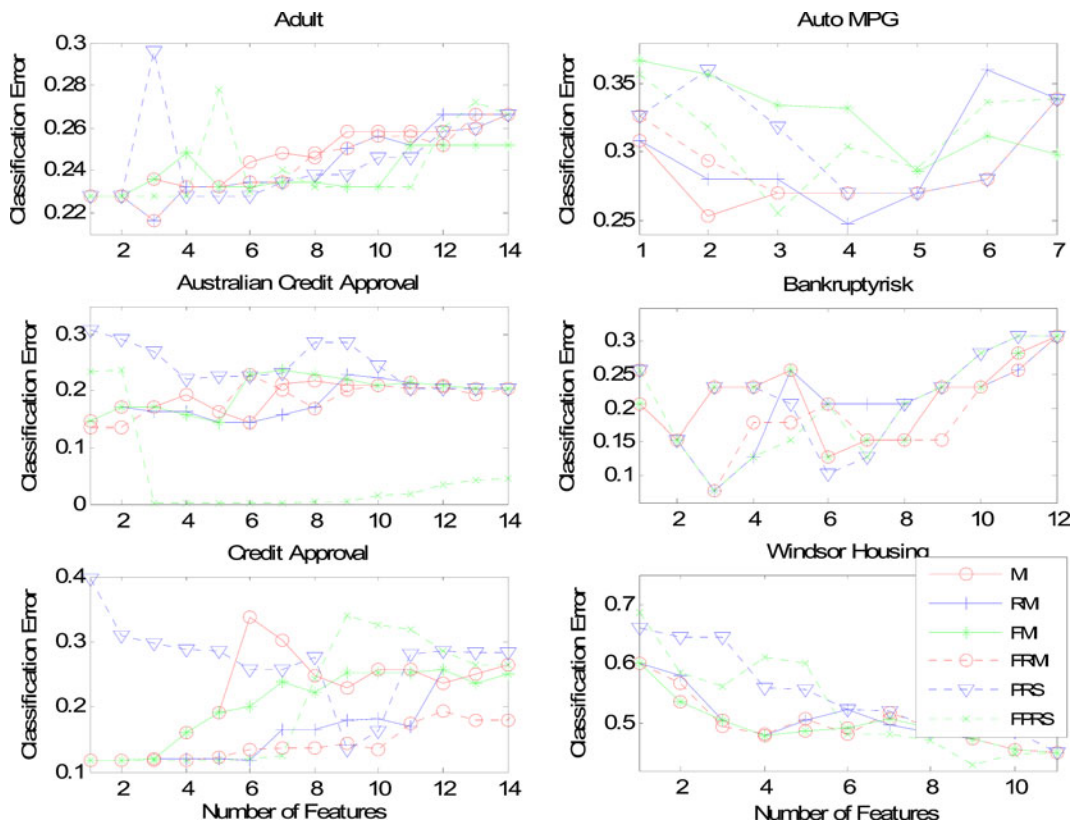 Adult
Classification Error
0.3
0.28
0.26
0.24
0.22
2 4 6 8 10 12 14
Auto MPG
Classification Error
0.35
0.3
0.25
1 2 3 4 5 6 7
Australian Credit Approval
Classification Error
0.3
0.2
0.1
0
2 4 6 8 10 12 14
Bankruptyrisk
Classification Error
0.3
0.25
0.2
0.15
0.1
2 4 6 8 10 12
Credit Approval
Classification Error
0.4
0.3
0.2
0.1
2 4 6 8 10 12 14
Number of Features
Windsor Housing
Classification Error
0.7
0.6
0.5
2 4 6 8 10
Number of Features
MI
RMI
FMI
FRMI
FRS
FPRS